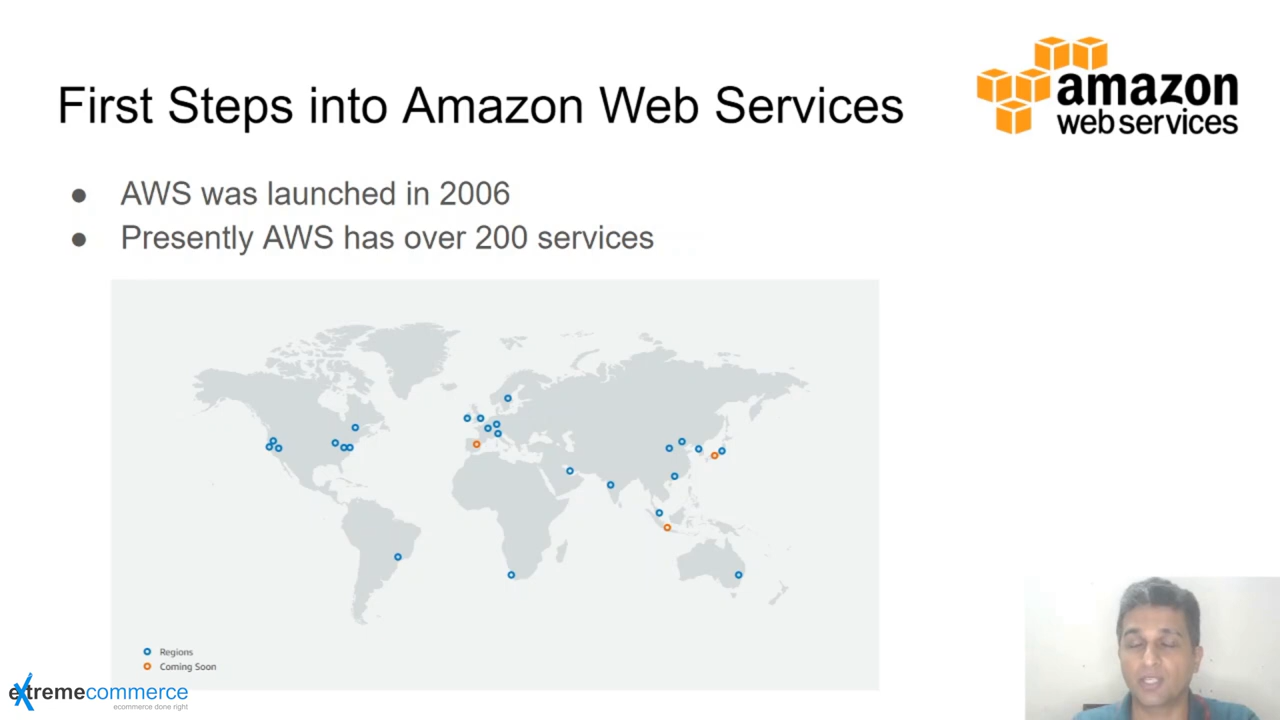 First Steps into Amazon Web Services
amazon
web services
● AWS was launched in 2006
● Presently AWS has over 200 services
Regions
Coming Soon
extremecommerce
ecommerce done right